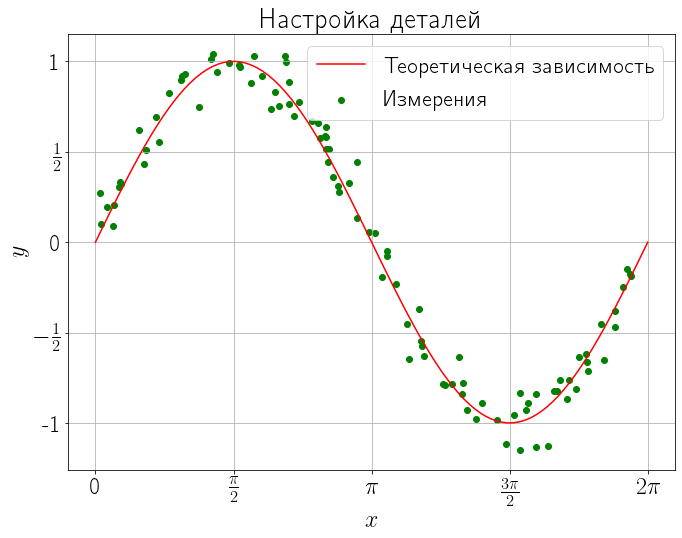 Настройка деталей
Теоретическая зависимость
Измерения
1
1/2
0
−1/2
-1
y
0
π/2
π
3π/2
2π
x